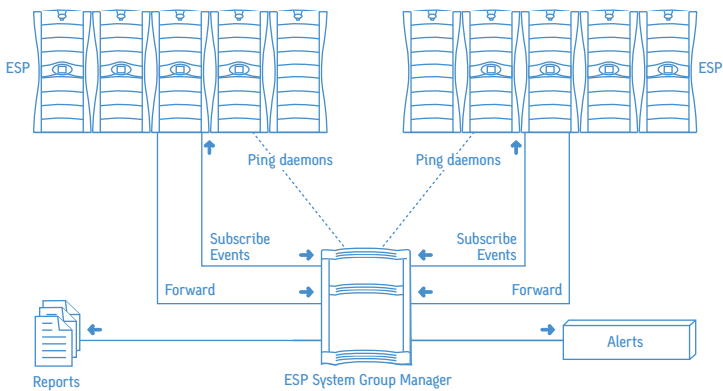 ESP
ESP
Ping daemons
Ping daemons
Subscribe
Events
Subscribe
Events
Forward
Forward
Alerts
Reports
ESP System Group Manager